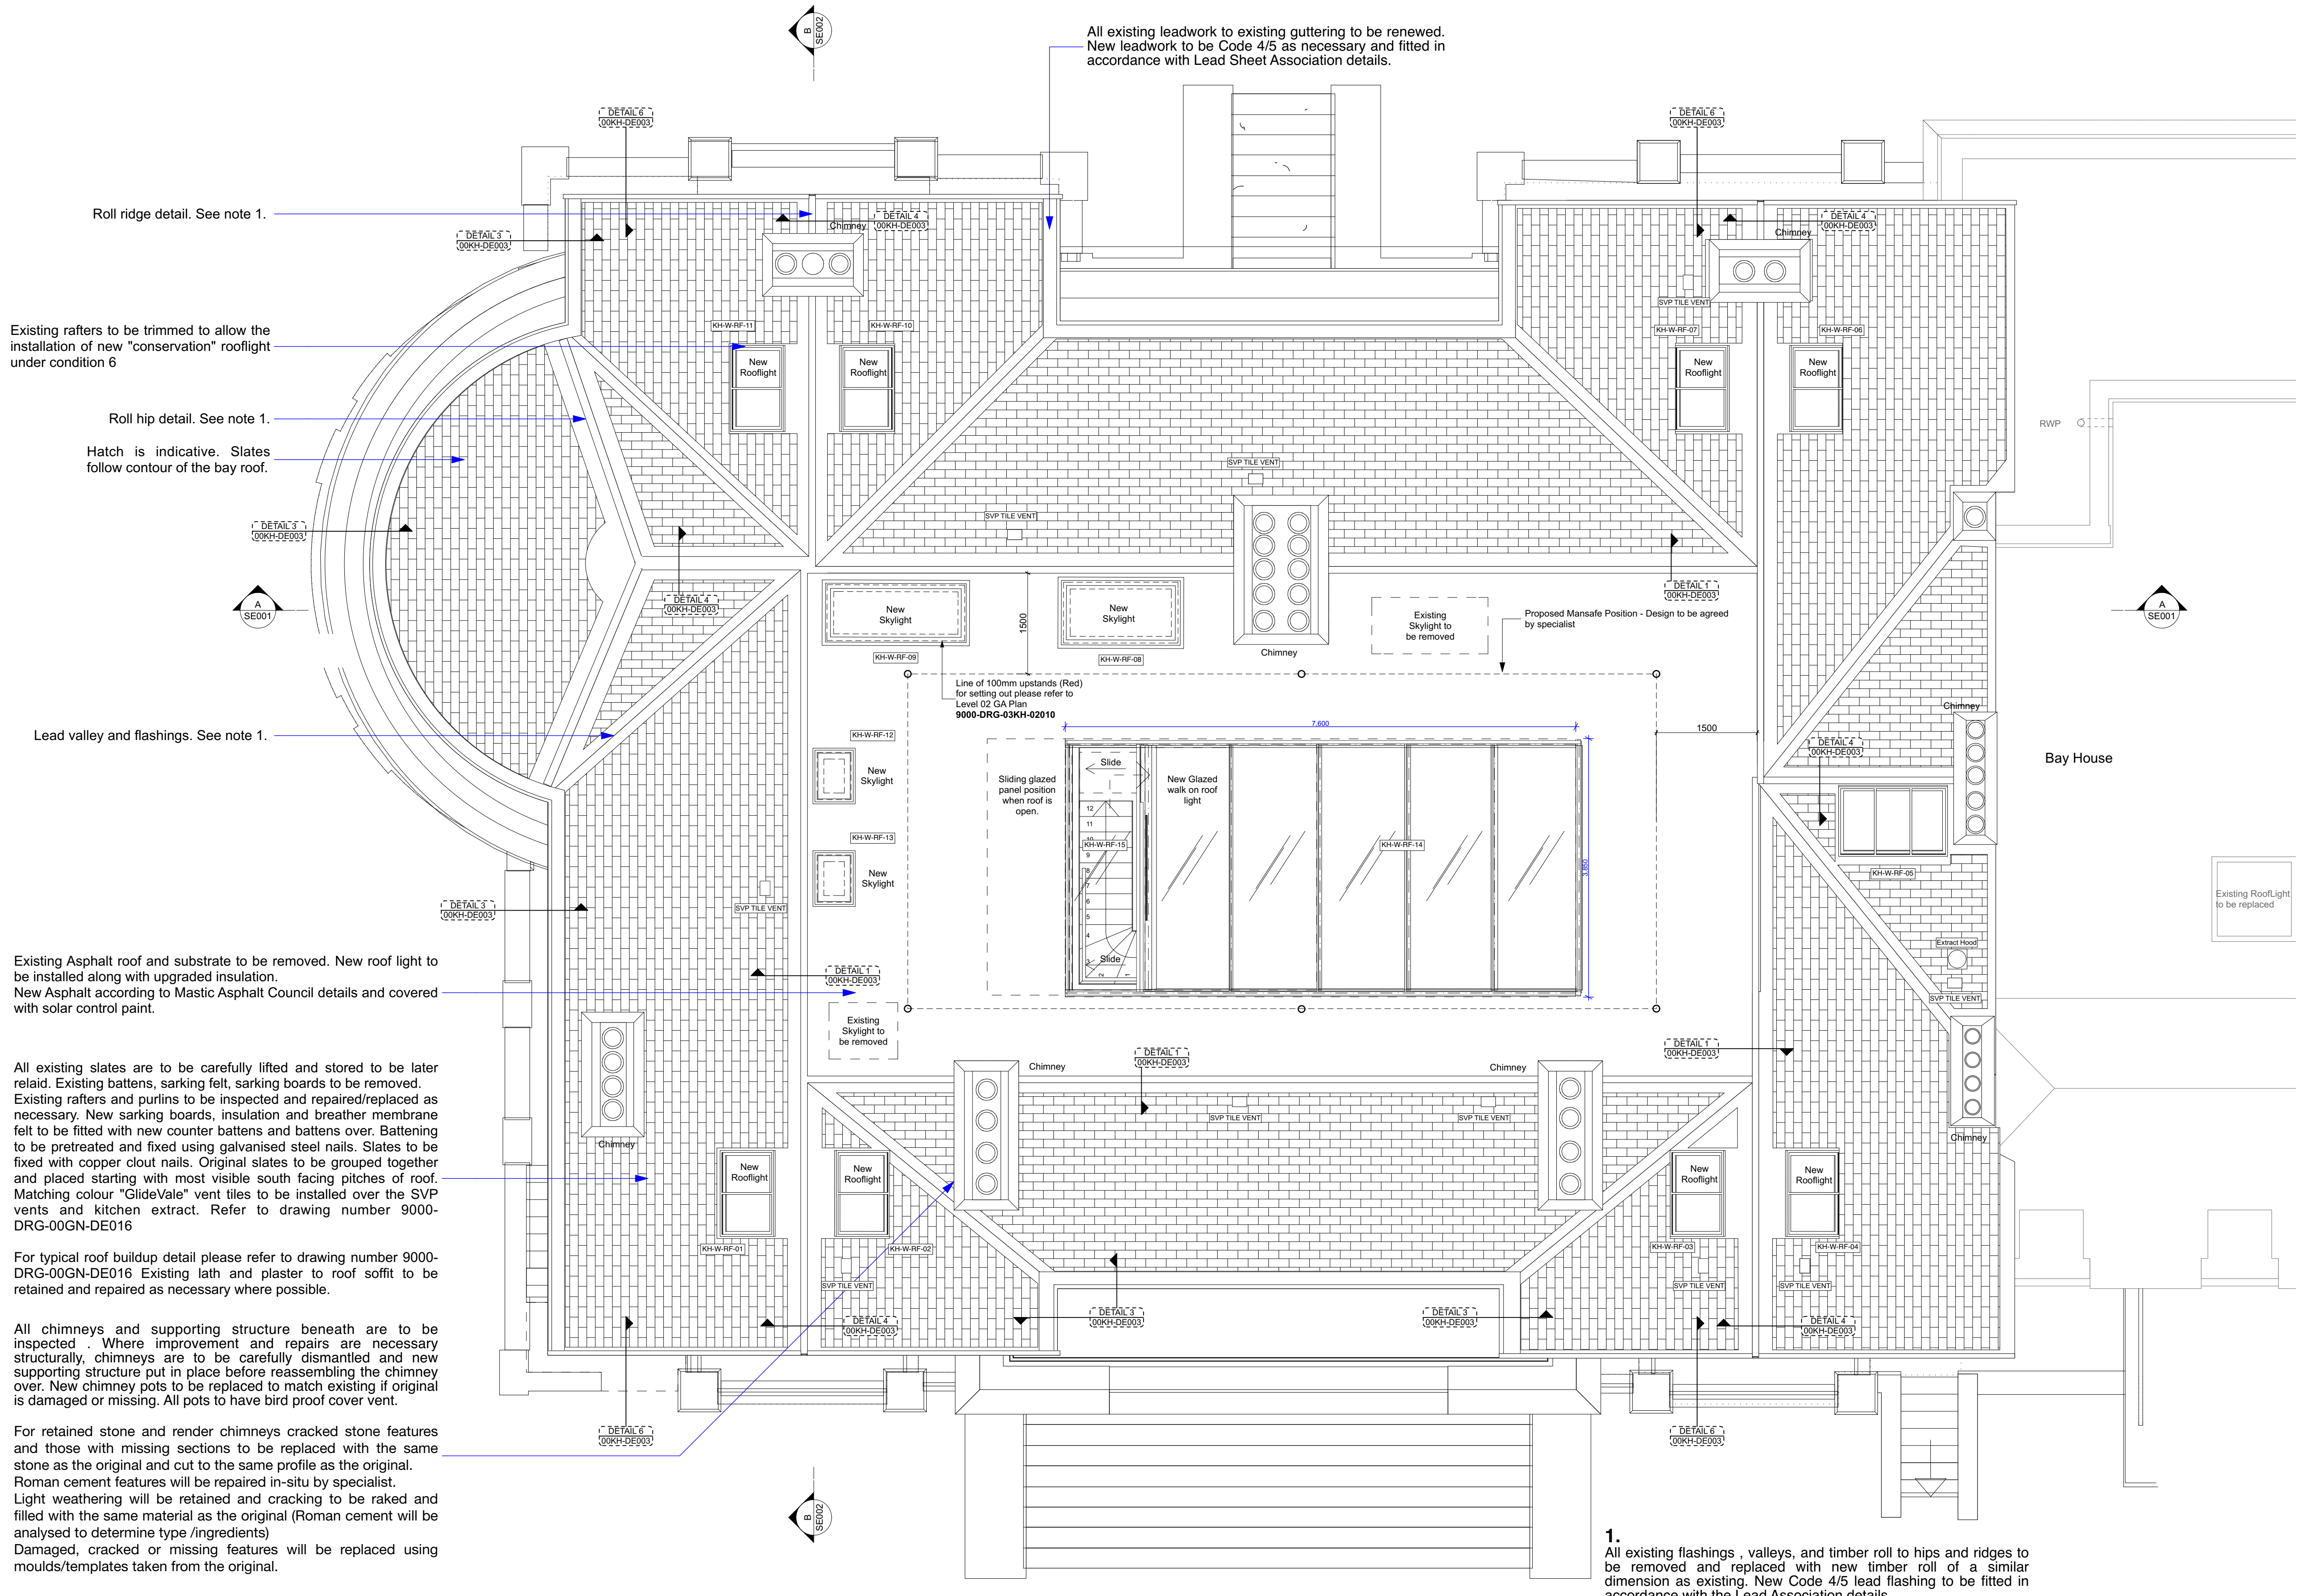 B
SE002
All existing leadwork to existing guttering to be renewed.
New leadwork to be Code 4/5 as necessary and fitted in
accordance with Lead Sheet Association details.
DETAIL 6
00KH-DE003
DETAIL 6
00KH-DE003
Roll ridge detail. See note 1.
DETAIL 3
00KH-DE003
DETAIL 4
00KH-DE003
Chimney
DETAIL 4
00KH-DE003
Chimney
SVP TILE VENT
Existing rafters to be trimmed to allow the
installation of new "conservation" rooflight
under condition 6
KH-W-RF-11
KH-W-RF-10
KH-W-RF-07
KH-W-RF-06
New
Rooflight
New
Rooflight
New
Rooflight
New
Rooflight
Roll hip detail. See note 1.
Hatch is indicative. Slates
follow contour of the bay roof.
RWP
SVP TILE VENT
SVP TILE VENT
DETAIL 3
00KH-DE003
A
SE001
DETAIL 4
00KH-DE003
New
Skylight
KH-W-RF-09
1500
New
Skylight
KH-W-RF-08
Chimney
Existing
Skylight to
be removed
Proposed Mansafe Position - Design to be agreed
by specialist
DETAIL 1
00KH-DE003
A
SE001
Line of 100mm upstands (Red)
for setting out please refer to
Level 02 GA Plan
9000-DRG-03KH-02010
Lead valley and flashings. See note 1.
KH-W-RF-12
New
Skylight
KH-W-RF-13
New
Skylight
7,600
1500
Chimney
DETAIL 4
00KH-DE003
Bay House
Sliding glazed
panel position
when roof is
open.
Slide
New Glazed
walk on roof
light
12
11
10
9
8
7
6
5
4
3
2
1
KH-W-RF-15
KH-W-RF-14
3,850
Slide
KH-W-RF-05
Existing RoofLight
to be replaced
SVP TILE VENT
DETAIL 3
00KH-DE003
Extract Hood
SVP TILE VENT
Existing Asphalt roof and substrate to be removed. New roof light to
be installed along with upgraded insulation.
New Asphalt according to Mastic Asphalt Council details and covered
with solar control paint.
DETAIL 1
00KH-DE003
Existing
Skylight to
be removed
DETAIL 1
00KH-DE003
DETAIL 1
00KH-DE003
Chimney
Chimney
SVP TILE VENT
SVP TILE VENT
Chimney
Chimney
All existing slates are to be carefully lifted and stored to be later
relaid. Existing battens, sarking felt, sarking boards to be removed.
Existing rafters and purlins to be inspected and repaired/replaced as
necessary. New sarking boards, insulation and breather membrane
felt to be fitted with new counter battens and battens over. Battening
to be pretreated and fixed using galvanised steel nails. Slates to be
fixed with copper clout nails. Original slates to be grouped together
and placed starting with most visible south facing pitches of roof.
Matching colour "GlideVale" vent tiles to be installed over the SVP
vents and kitchen extract. Refer to drawing number 9000-
DRG-00GN-DE016
New
Rooflight
New
Rooflight
New
Rooflight
New
Rooflight
KH-W-RF-01
KH-W-RF-02
KH-W-RF-03
KH-W-RF-04
SVP TILE VENT
SVP TILE VENT
SVP TILE VENT
For typical roof buildup detail please refer to drawing number 9000-
DRG-00GN-DE016 Existing lath and plaster to roof soffit to be
retained and repaired as necessary where possible.
DETAIL 4
00KH-DE003
DETAIL 3
00KH-DE003
DETAIL 3
00KH-DE003
DETAIL 4
00KH-DE003
All chimneys and supporting structure beneath are to be
inspected . Where improvement and repairs are necessary
structurally, chimneys are to be carefully dismantled and new
supporting structure put in place before reassembling the chimney
over. New chimney pots to be replaced to match existing if original
is damaged or missing. All pots to have bird proof cover vent.
DETAIL 6
00KH-DE003
DETAIL 6
00KH-DE003
For retained stone and render chimneys cracked stone features
and those with missing sections to be replaced with the same
stone as the original and cut to the same profile as the original.
Roman cement features will be repaired in-situ by specialist.
Light weathering will be retained and cracking to be raked and
filled with the same material as the original (Roman cement will be
analysed to determine type /ingredients)
Damaged, cracked or missing features will be replaced using
moulds/templates taken from the original.
B
SE002
1.
All existing flashings , valleys, and timber roll to hips and ridges to
be removed and replaced with new timber roll of a similar
dimension as existing. New Code 4/5 lead flashing to be fitted in
accordance with the Lead Association details